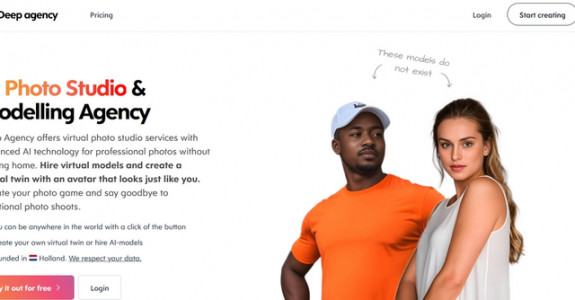 Deep agency
Pricing
Login
Start creating
These models do
not exist
Photo Studio &
odelling Agency
Agency offers virtual photo studio services with
anced AI technology for professional photos without
ng home. Hire virtual models and create a
al twin with an avatar that looks just like you.
ate your photo game and say goodbye to
tional photo shoots.
u can be anywhere in the world with a click of the button
eate your own virtual twin or hire AI-models
unded in Holland. We respect your data.
y it out for free
Login